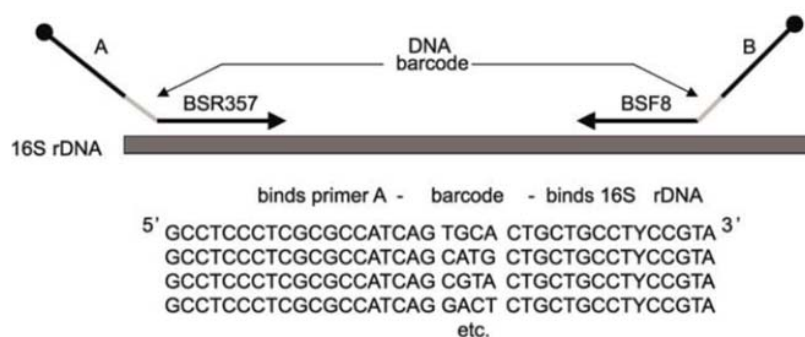 A
DNA
B
barcode
BSR357
BSF8
16S rDNA
binds primer A - barcode - binds 16S rDNA
5' GCCTCCCTCGCGCCATCAG TGCA CTGCTGCCTYCCGTA 3'
GCCTCCCTCGCGCCATCAG CATG CTGCTGCCTYCCGTA
GCCTCCCTCGCGCCATCAG CGTA CTGCTGCCTYCCGTA
GCCTCCCTCGCGCCATCAG GACT CTGCTGCCTYCCGTA
etc.